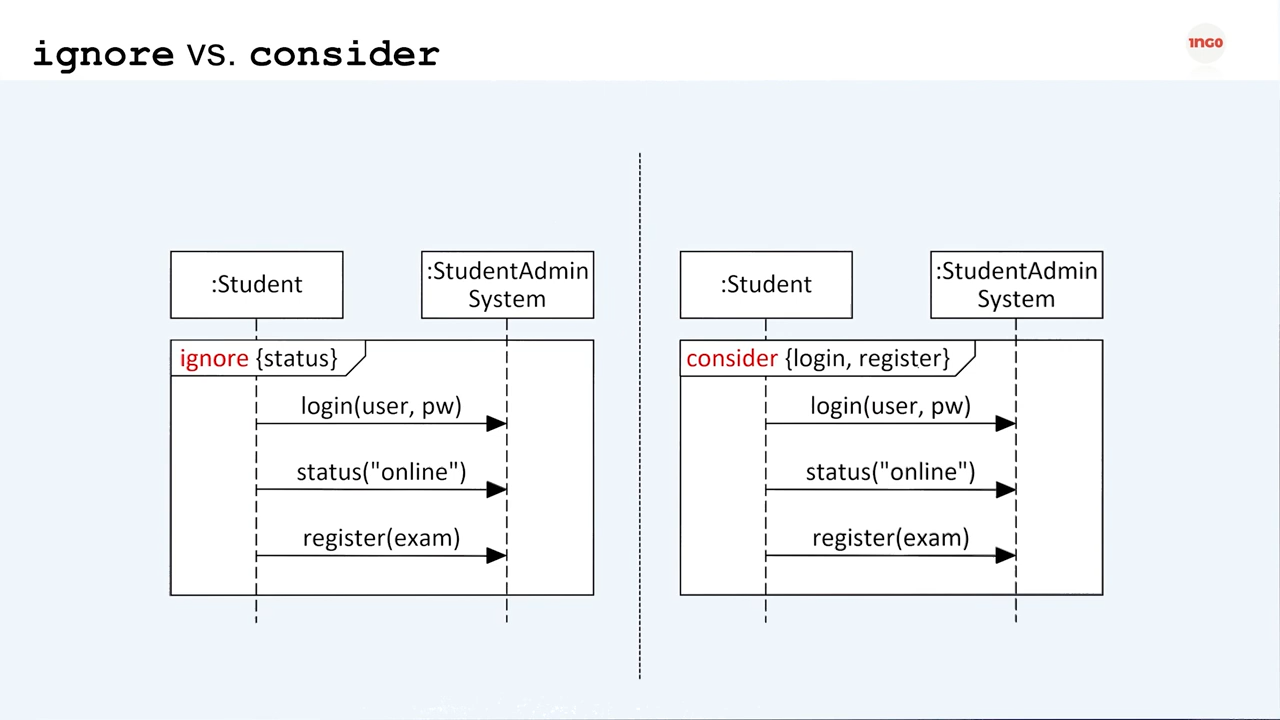 ignore vs. consider
1NGO
:Student
:StudentAdmin
System
ignore {status}
login(user, pw)
status("online")
register(exam)
:Student
:StudentAdmin
System
consider {login, register}
login(user, pw)
status("online")
register(exam)